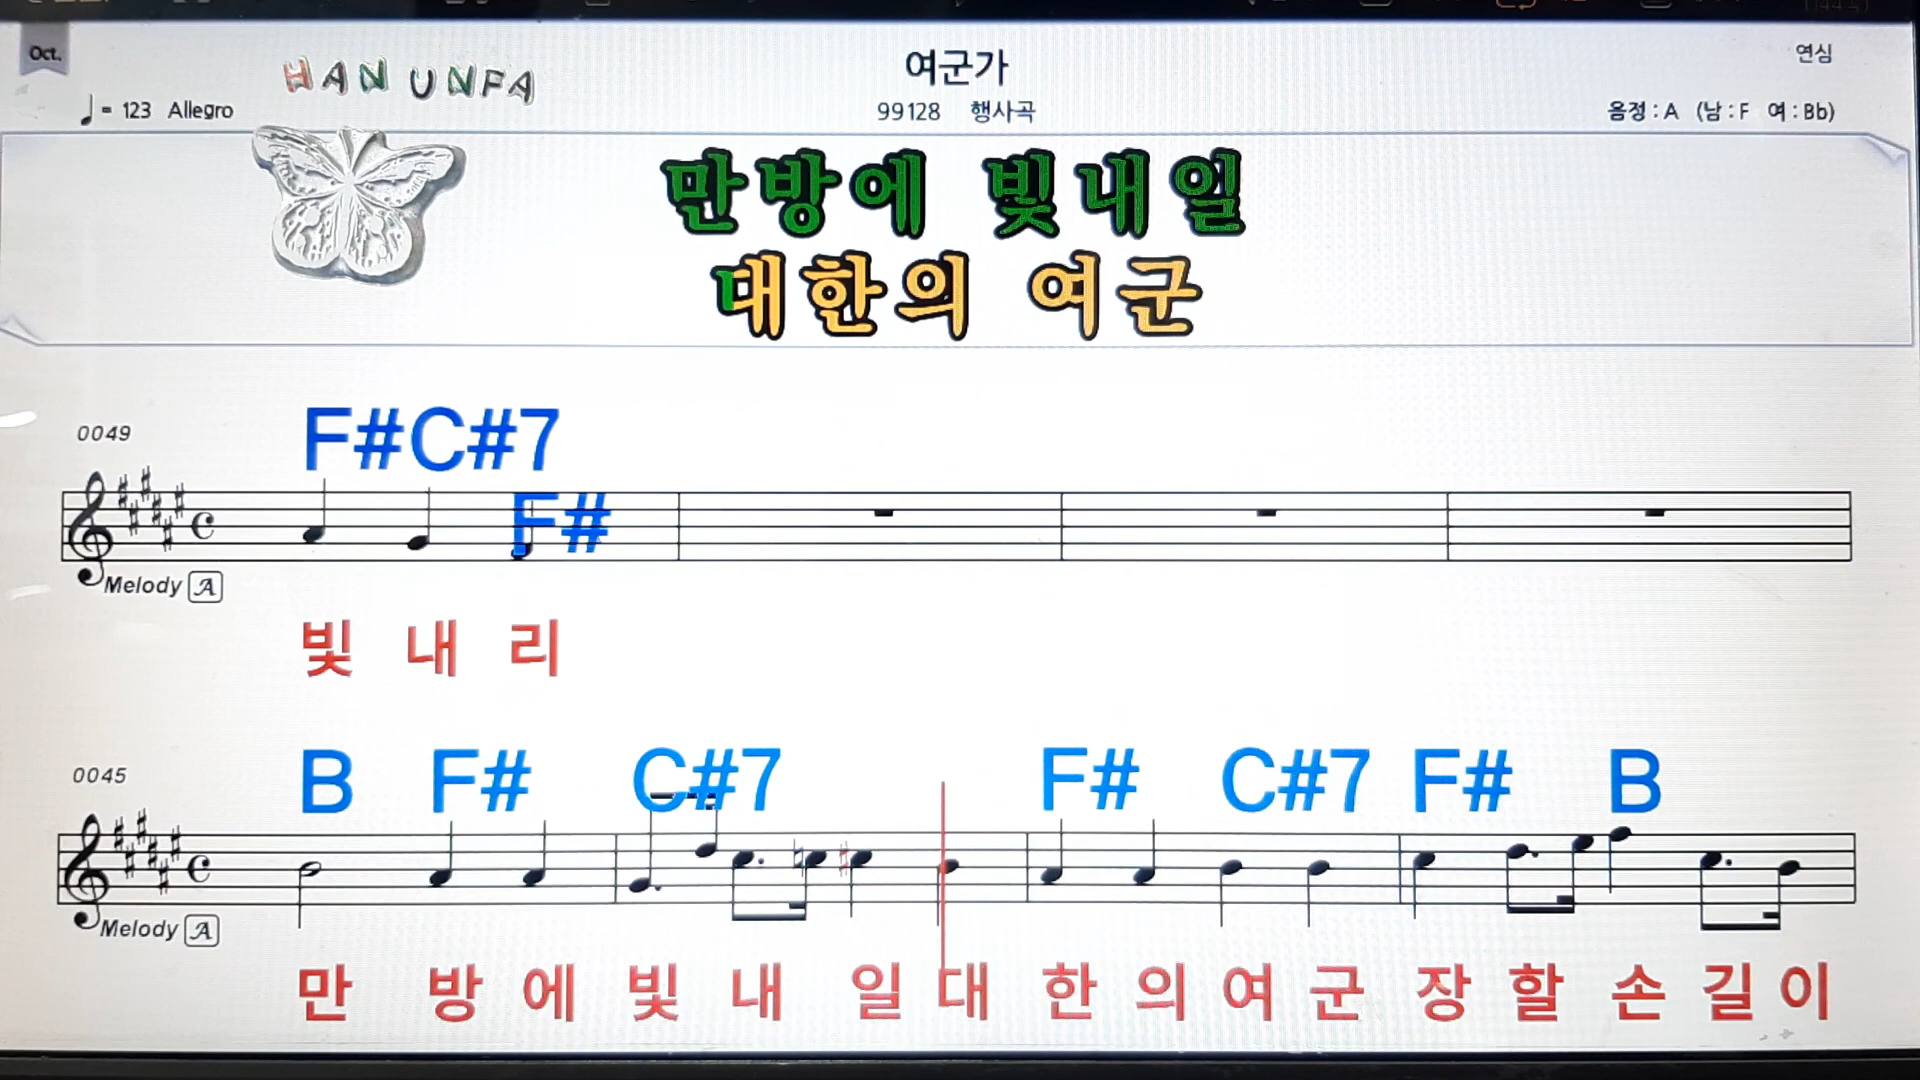 Oct.
HAN UNFA
여군가
연심
♩= 123 Allegro
99128 행사곡
음정 : A (남 : F 여 : Bb)
만방에 빛내일
대한의 여군
0049
F# C#7
F#
Melody A
빛 내 리
0045
B F# C#7 F# C#7 F# B
Melody A
만 방 에 빛 내 일 대 한 의 여 군 장 할 손 길 이